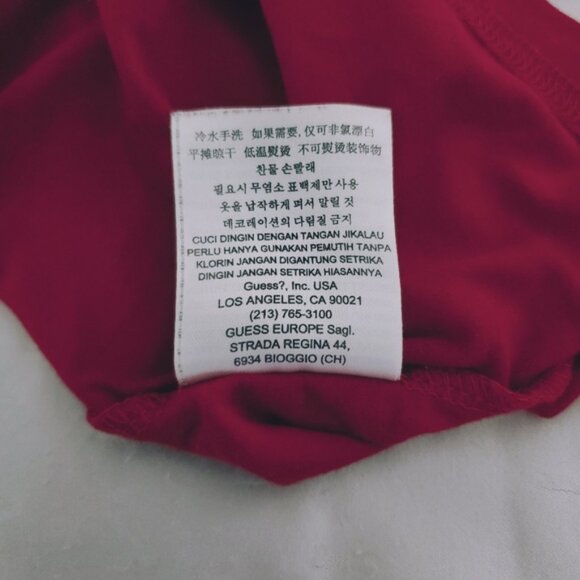 冷水手洗 如果需要,仅可非氯漂白
平摊晾干 低温熨烫 不可熨烫装饰物
찬물 손빨래
필요시 무염소 표백제만 사용
옷을 납작하게 펴서 말릴 것
데코레이션의 다림질 금지
CUCI DINGIN DENGAN TANGAN JIKALAU
PERLU HANYA GUNAKAN PEMUTIH TANPA
KLORIN JANGAN DIGANTUNG SETRIKA
DINGIN JANGAN SETRIKA HIASANNYA
Guess?, Inc. USA
LOS ANGELES, CA 90021
(213) 765-3100
GUESS EUROPE Sagl.
STRADA REGINA 44,
6934 BIOGGIO (CH)